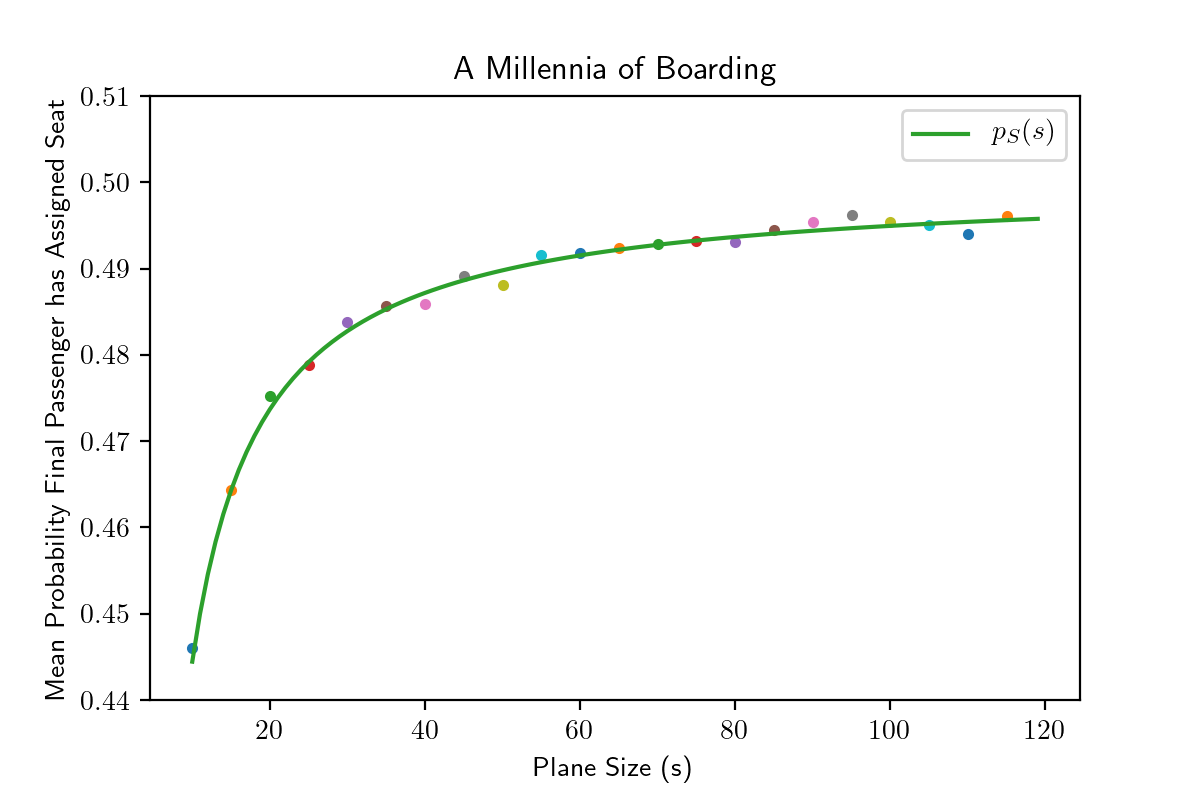 A Millennia of Boarding
Mean Probability Final Passenger has Assigned Seat
0.51
0.50
0.49
0.48
0.47
0.46
0.45
0.44
p_S(s)
20 40 60 80 100 120
Plane Size (s)